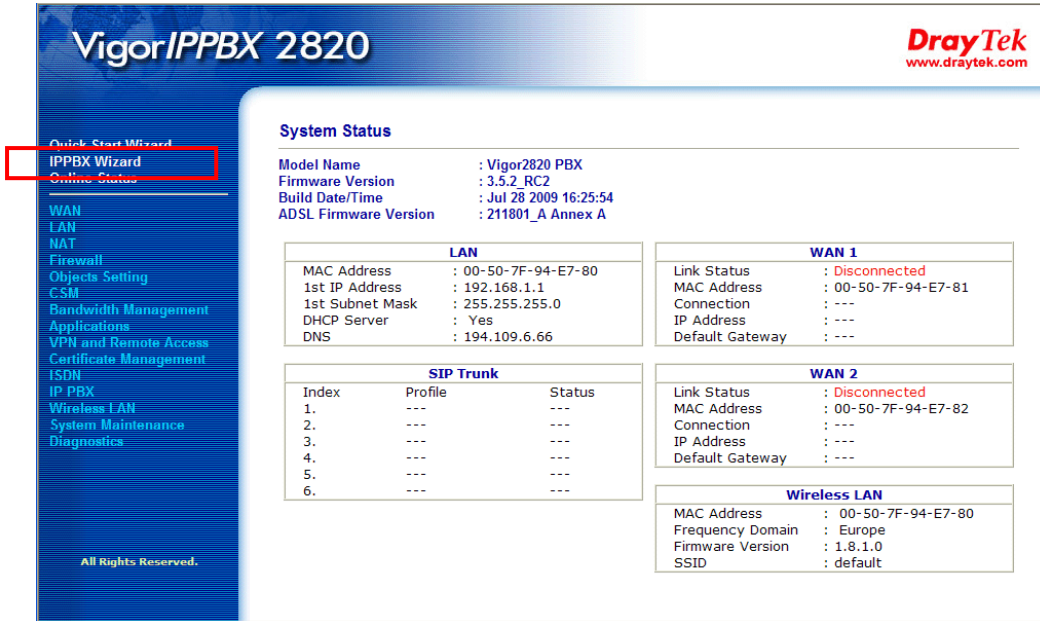 VigorIPPBX 2820
DrayTek
www.draytek.com
Quick Start Wizard
IPPBX Wizard
Online Status
WAN
LAN
NAT
Firewall
Objects Setting
CSM
Bandwidth Management
Applications
VPN and Remote Access
Certificate Management
ISDN
IP PBX
Wireless LAN
System Maintenance
Diagnostics
All Rights Reserved.
System Status
Model Name : Vigor2820 PBX
Firmware Version : 3.5.2_RC2
Build Date/Time : Jul 28 2009 16:25:54
ADSL Firmware Version : 211801_A Annex A
LAN
MAC Address : 00-50-7F-94-E7-80
1st IP Address : 192.168.1.1
1st Subnet Mask : 255.255.255.0
DHCP Server : Yes
DNS : 194.109.6.66
SIP Trunk
Index Profile Status
1. --- ---
2. --- ---
3. --- ---
4. --- ---
5. --- ---
6. --- ---
WAN 1
Link Status : Disconnected
MAC Address : 00-50-7F-94-E7-81
Connection : ---
IP Address : ---
Default Gateway : ---
WAN 2
Link Status : Disconnected
MAC Address : 00-50-7F-94-E7-82
Connection : ---
IP Address : ---
Default Gateway : ---
Wireless LAN
MAC Address : 00-50-7F-94-E7-80
Frequency Domain : Europe
Firmware Version : 1.8.1.0
SSID : default